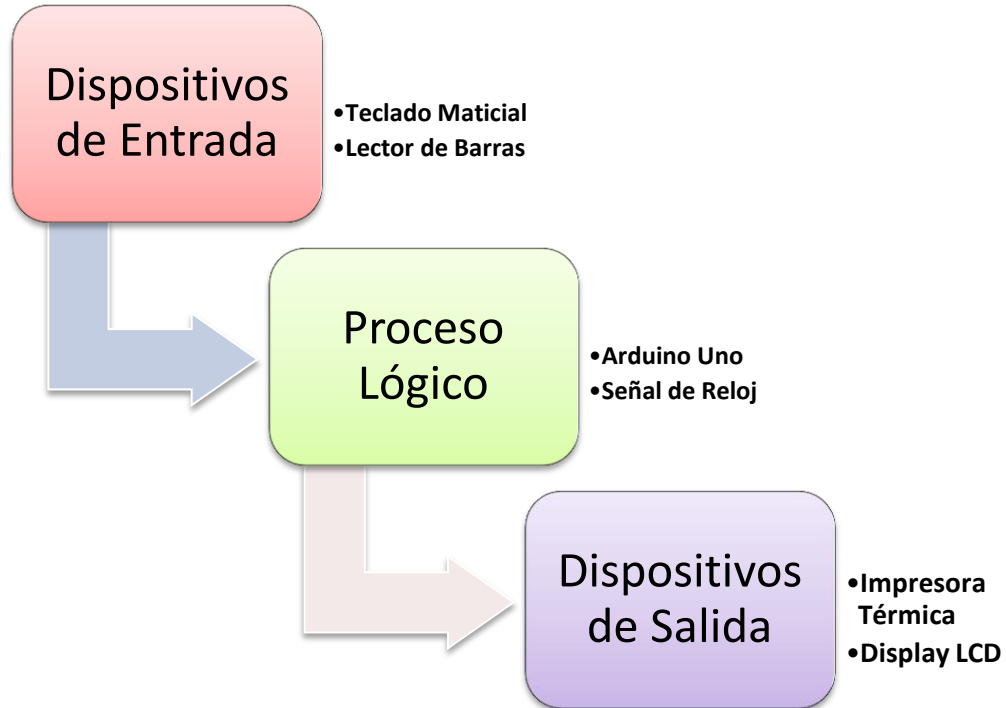 Dispositivos
de Entrada
•Teclado Maticial
•Lector de Barras
Proceso
Lógico
•Arduino Uno
•Señal de Reloj
Dispositivos
de Salida
•Impresora
Térmica
•Display LCD